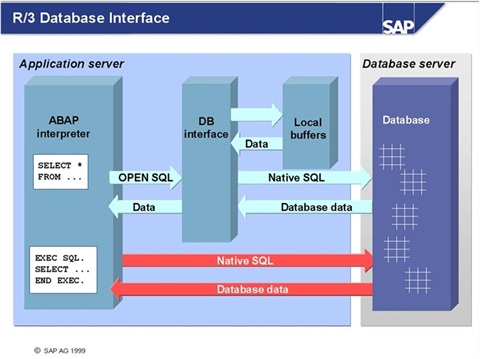 R/3 Database Interface
SAP
Application server
Database server
ABAP
interpreter
DB
interface
Local
buffers
Database
Data
SELECT *
FROM ...
OPEN SQL
Native SQL
Data
Database data
EXEC SQL.
SELECT ...
END EXEC.
Native SQL
Database data
© SAP AG 1999